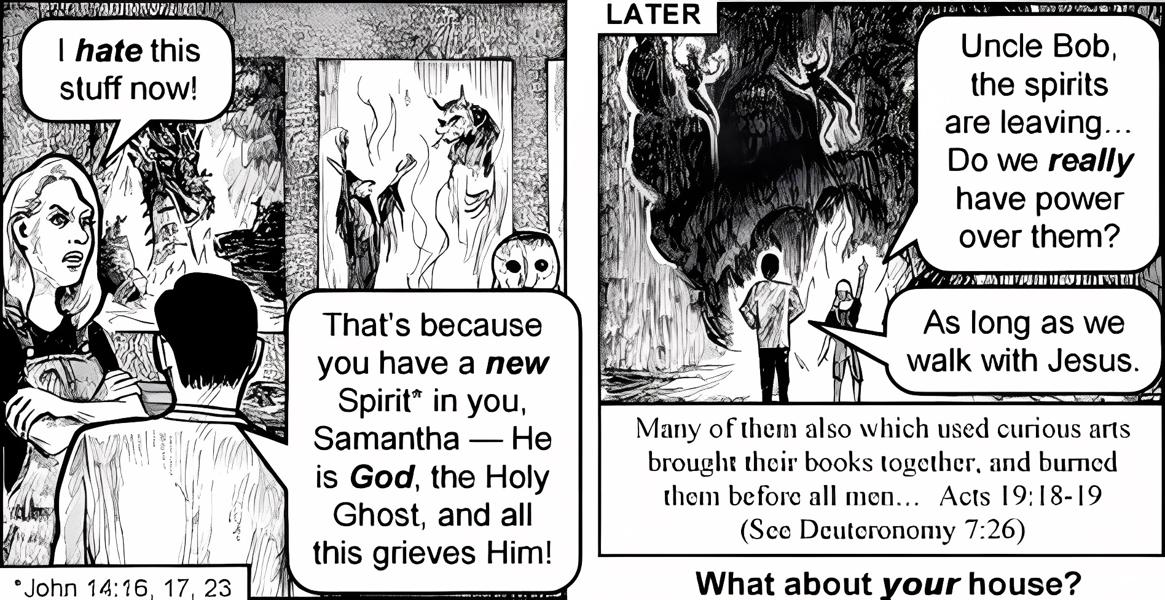 I hate this
stuff now!
That's because
you have a new
Spirit* in you,
Samantha — He
is God, the Holy
Ghost, and all
this grieves Him!
*John 14:16, 17, 23
LATER
Uncle Bob,
the spirits
are leaving...
Do we really
have power
over them?
As long as we
walk with Jesus.
Many of them also which used curious arts
brought their books together, and burned
them before all men... Acts 19:18-19
(See Deuteronomy 7:26)
What about your house?